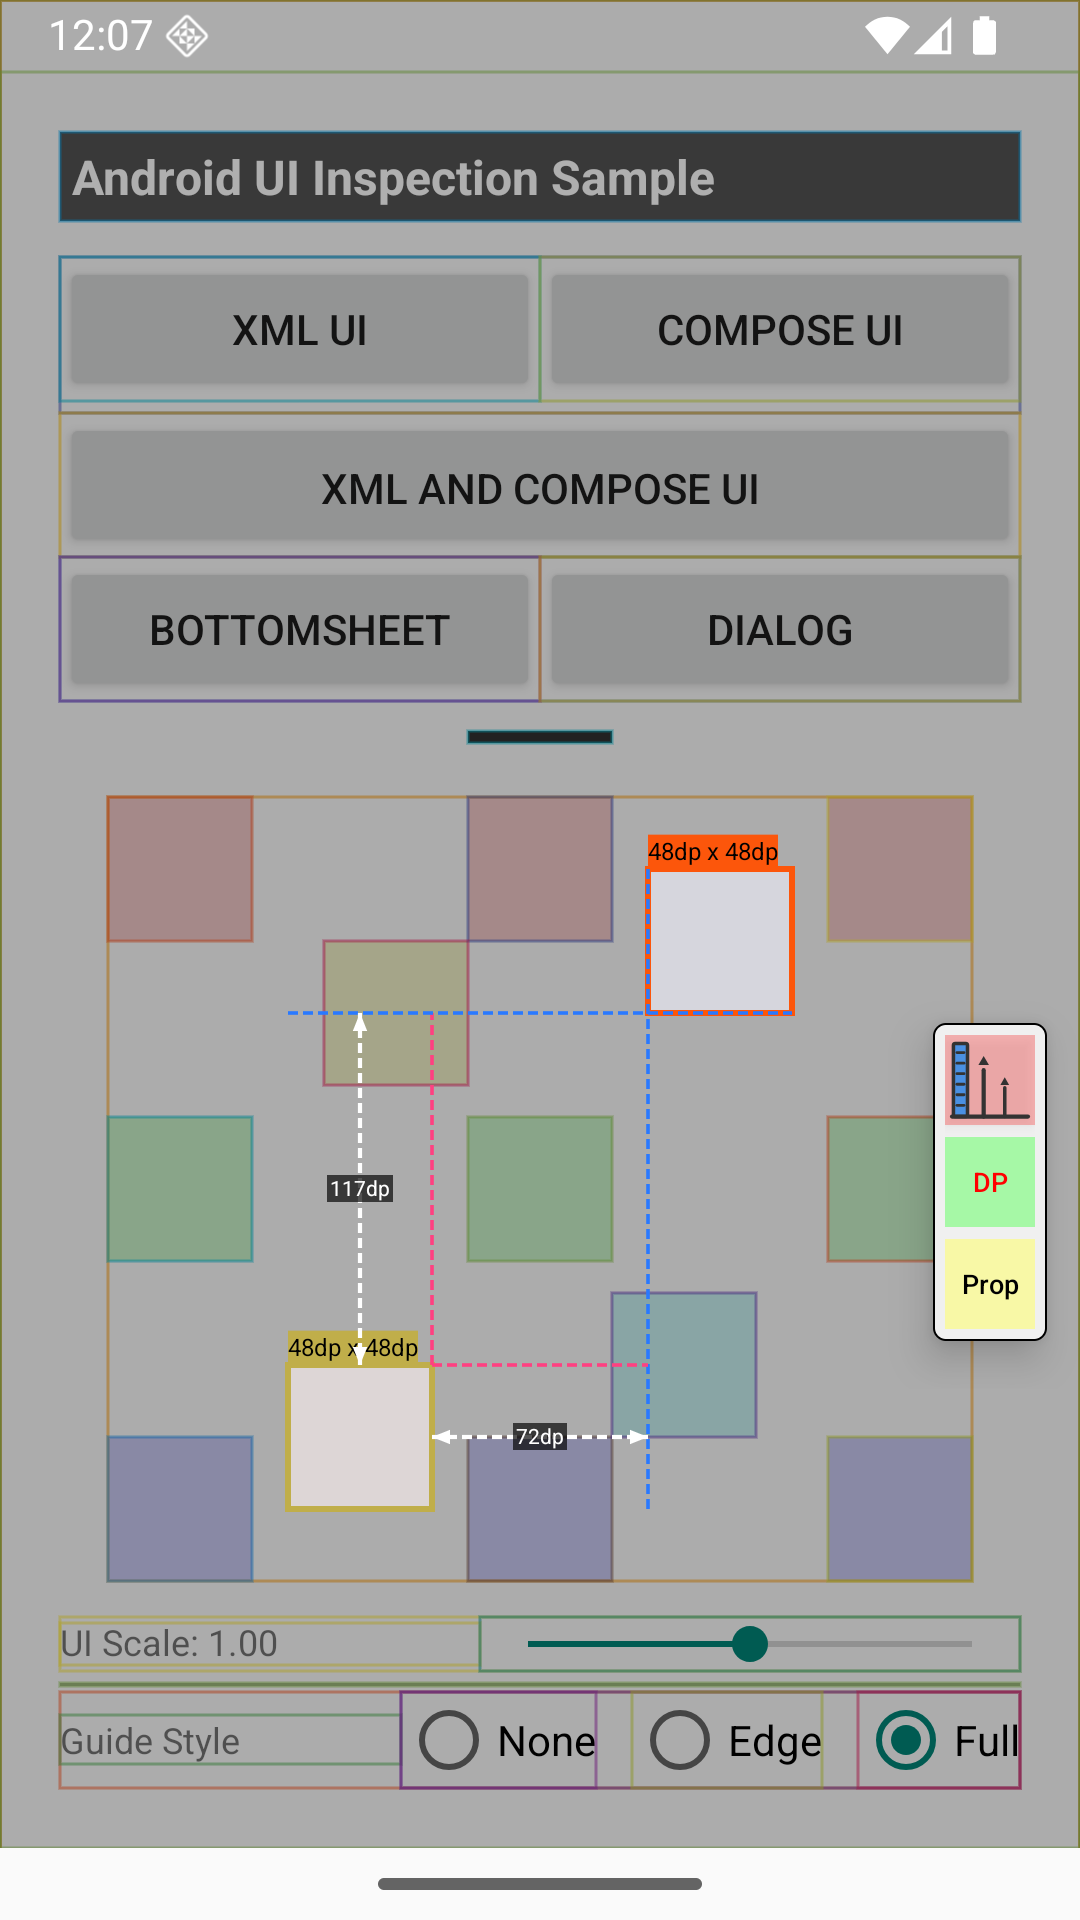 12:07
Android UI Inspection Sample
XML UI
COMPOSE UI
XML AND COMPOSE UI
BOTTOMSHEET
DIALOG
48dp x 48dp
117dp
DP
Prop
48dp x 48dp
72dp
UI Scale: 1.00
Guide Style
None
Edge
Full